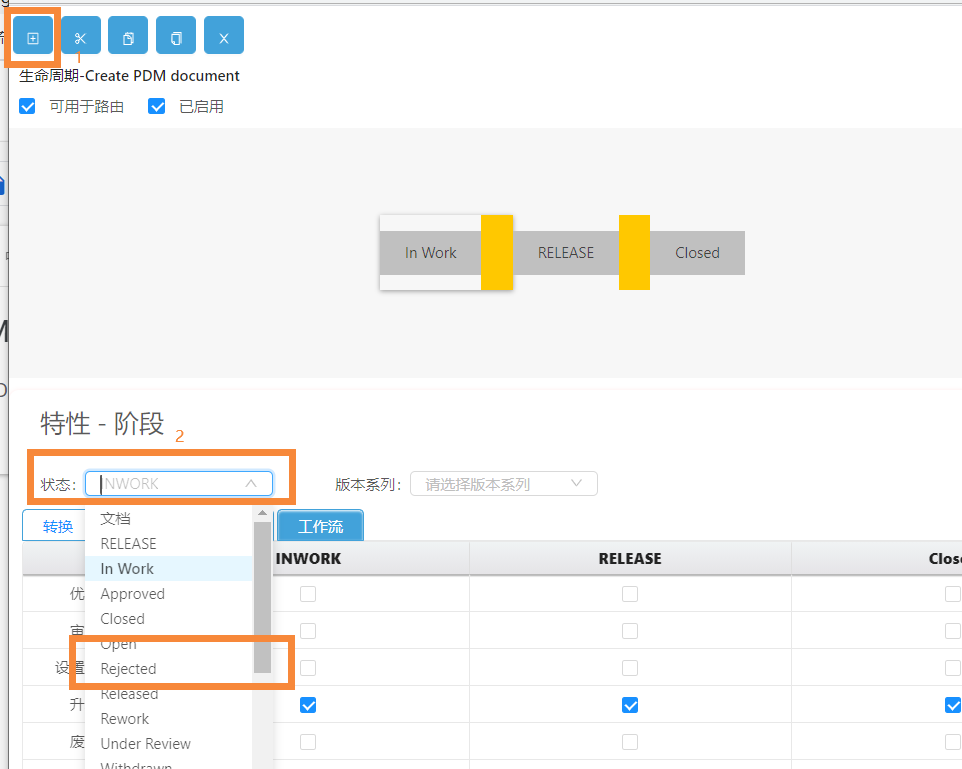 生命周期-Create PDM document
可用于路由 已启用
In Work RELEASE Closed
特性 - 阶段 2
状态: INWORK 版本系列: 请选择版本系列
转换 工作流
文档
INWORK RELEASE
RELEASE
In Work
优
Approved
Closed
Open
设置
Rejected
升
Released
Rework
废
Under Review
Withdrawn